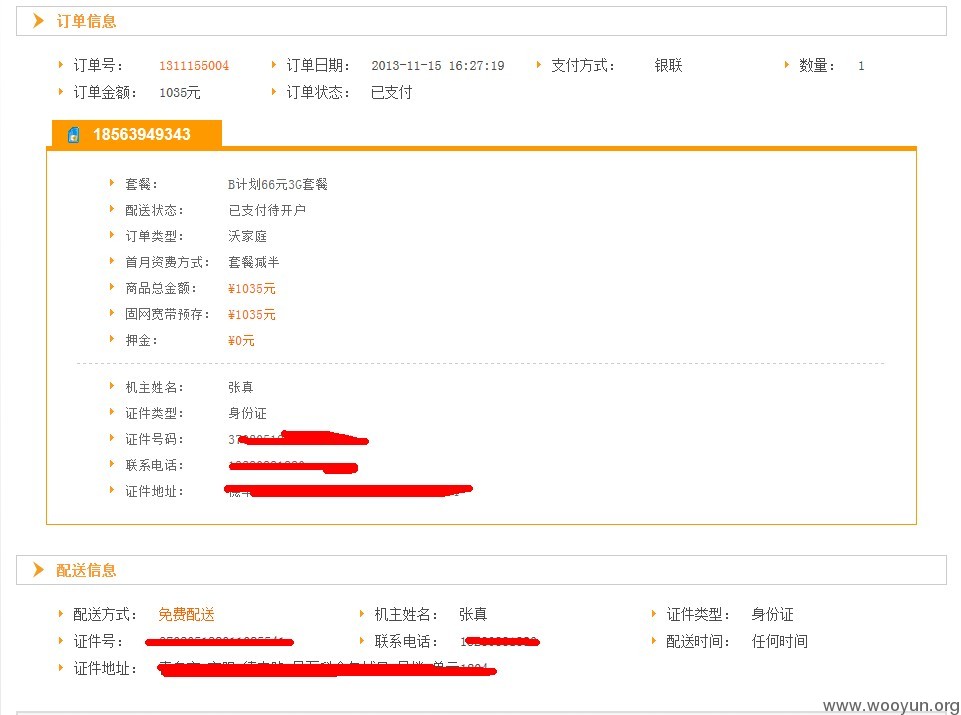 订单信息
订单号： 1311155004 订单日期： 2013-11-15 16:27:19 支付方式： 银联 数量： 1
订单金额： 1035元 订单状态： 已支付
18563949343
套餐： B计划66元3G套餐
配送状态： 已支付待开户
订单类型： 沃家庭
首月资费方式： 套餐减半
商品总金额： ¥1035元
固网宽带预存： ¥1035元
押金： ¥0元
机主姓名： 张真
证件类型： 身份证
证件号码：
联系电话：
证件地址：
配送信息
配送方式： 免费配送 机主姓名： 张真 证件类型： 身份证
证件号： 联系电话： 配送时间： 任何时间
证件地址：
www.wooyun.org